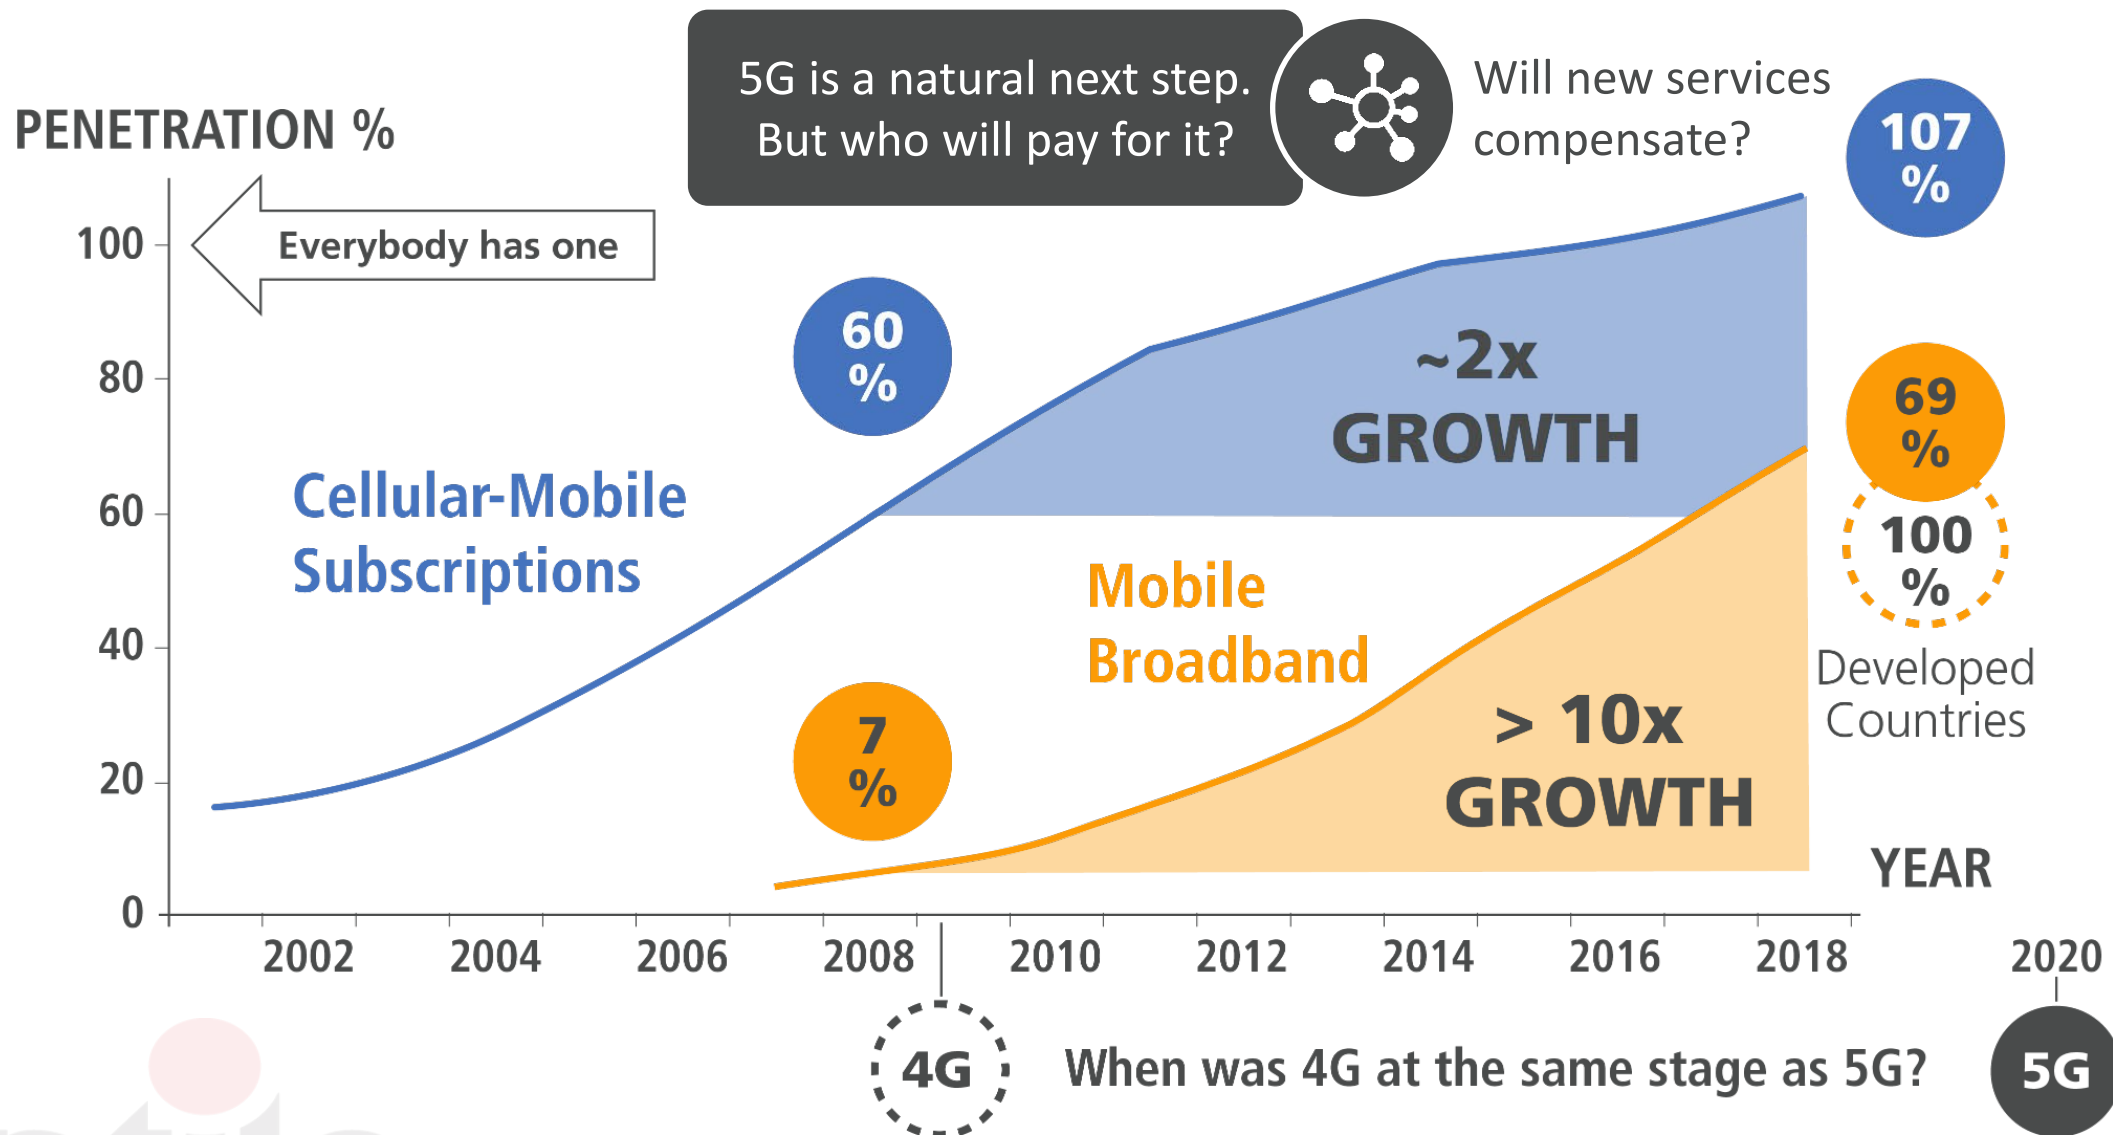 5G is a natural next step.
But who will pay for it?
Will new services
compensate?
PENETRATION %
107
%
100
Everybody has one
60
%
80
~2x
GROWTH
69
%
Cellular-Mobile
Subscriptions
60
100
%
Developed
Countries
Mobile
Broadband
40
7
%
> 10x
GROWTH
20
YEAR
0
2002 2004 2006 2008 2010 2012 2014 2016 2018 2020
4G
When was 4G at the same stage as 5G?
5G